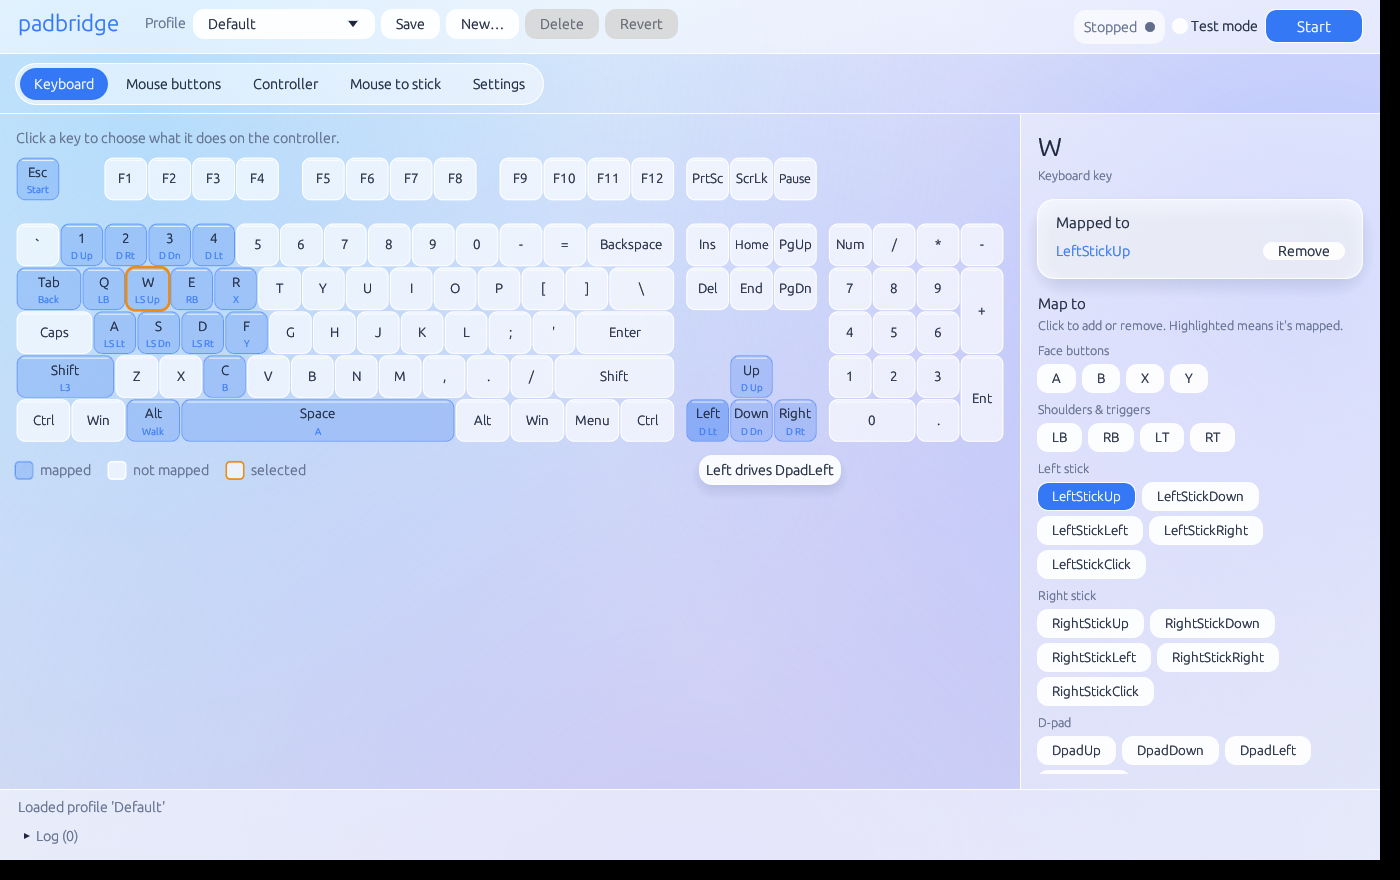 padbridge Profile Default Save New... Delete Revert Stopped Test mode Start
Keyboard Mouse buttons Controller Mouse to stick Settings
Click a key to choose what it does on the controller.
Esc F1 F2 F3 F4 F5 F6 F7 F8 F9 F10 F11 F12 PrtSc ScrLk Pause
Start
` 1 2 3 4 5 6 7 8 9 0 - = Backspace Ins Home PgUp Num / * -
D Up D Rt D Dn D Lt
Tab Q W E R T Y U I O P [ ] \ Del End PgDn 7 8 9 +
Back LB LS Up RB X
Caps A S D F G H J K L ; ' Enter 4 5 6
LS Lt LS Dn LS Rt Y
Shift Z X C V B N M , . / Shift Up 1 2 3 Ent
L3 B D Up
Ctrl Win Alt Space Alt Win Menu Ctrl Left Down Right 0 .
Walk A D Lt D Dn D Rt
mapped not mapped selected
Left drives DpadLeft
W
Keyboard key
Mapped to
LeftStickUp Remove
Map to
Click to add or remove. Highlighted means it's mapped.
Face buttons
A B X Y
Shoulders & triggers
LB RB LT RT
Left stick
LeftStickUp LeftStickDown
LeftStickLeft LeftStickRight
LeftStickClick
Right stick
RightStickUp RightStickDown
RightStickLeft RightStickRight
RightStickClick
D-pad
DpadUp DpadDown DpadLeft
Loaded profile 'Default'
Log (0)